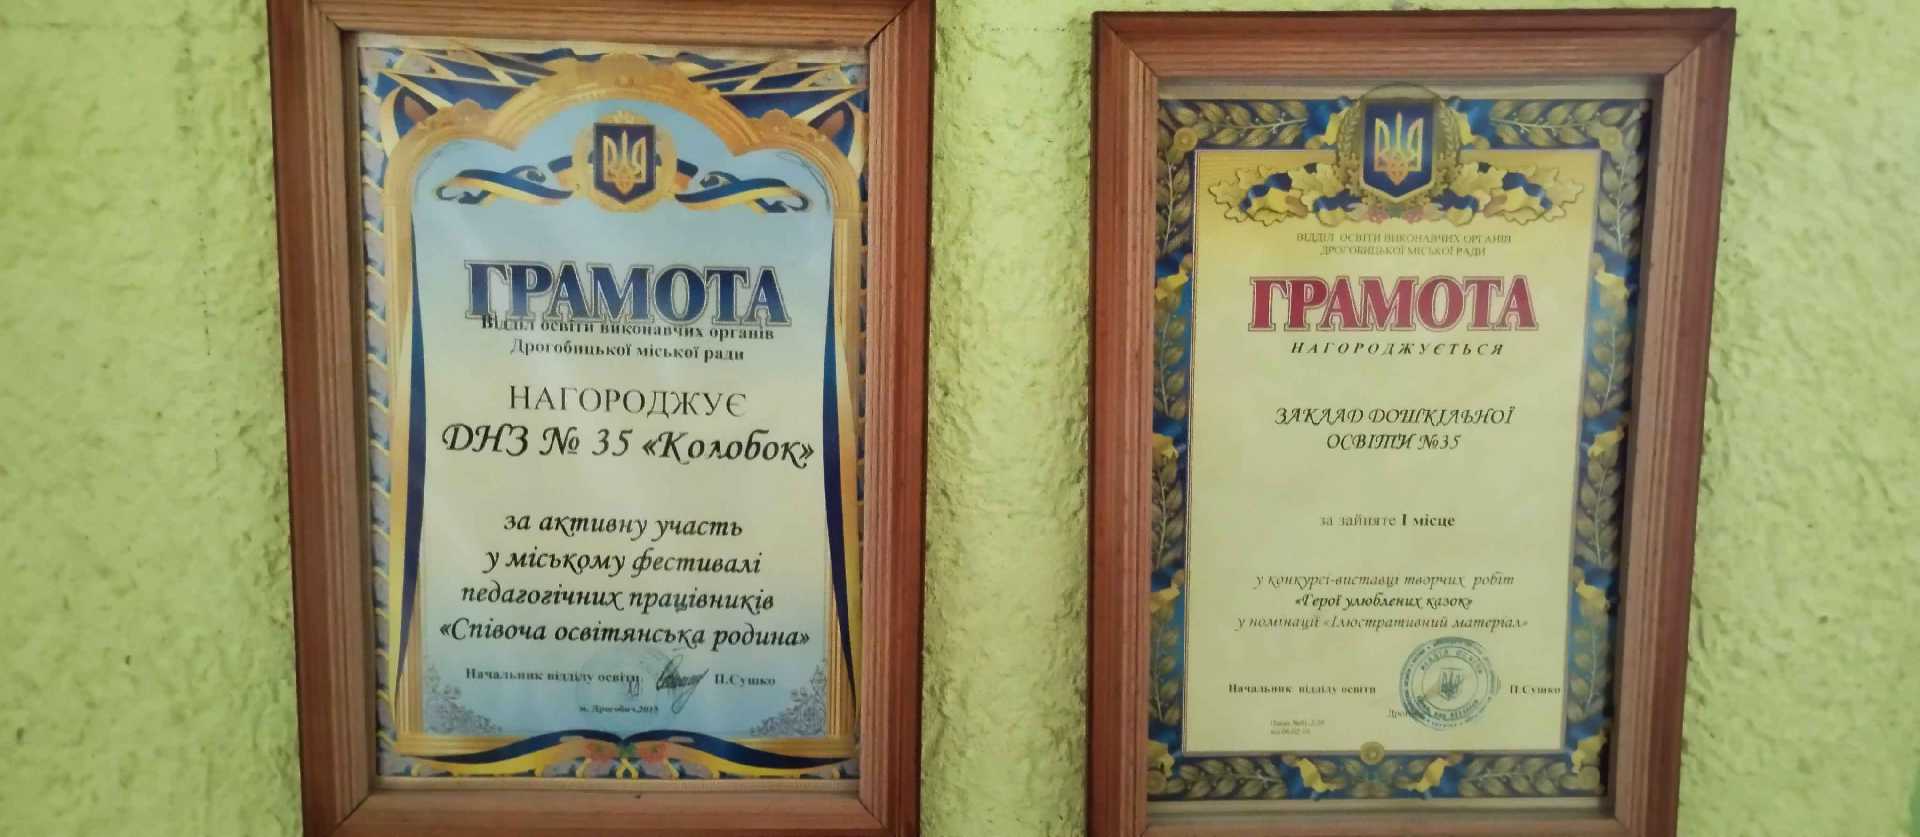 ГРАМОТА
Відділ освіти виконавчих органів
Дрогобицької міської ради
НАГОРОДЖУЄ
ДНЗ № 35 «Колобок»
за активну участь
у міському фестивалі
педагогічних працівників
«Співоча освітянська родина»
Начальник відділу освіти П.Сушко
м. Дрогобич,2015
ВІДДІЛ ОСВІТИ ВИКОНАВЧИХ ОРГАНІВ
ДРОГОБИЦЬКОЇ МІСЬКОЇ РАДИ
ГРАМОТА
НАГОРОДЖУЄТЬСЯ
ЗАКЛАД ДОШКІЛЬНОЇ
ОСВІТИ №35
за зайняте І місце
у конкурсі-виставці творчих робіт
«Герої улюблених казок»
у номінації «Ілюстративний матеріал»
Начальник відділу освіти П.Сушко